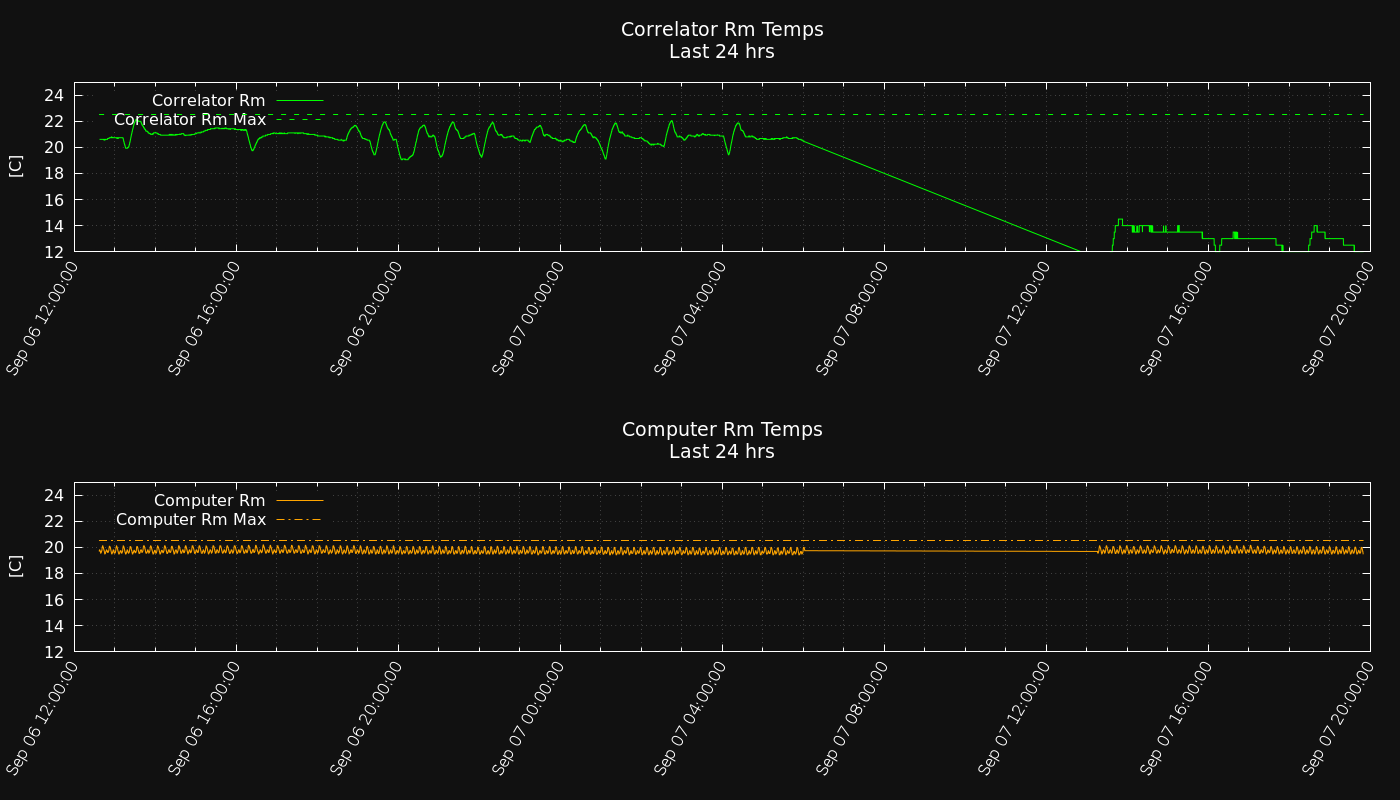 Correlator Rm Temps
Last 24 hrs
24
22
20
18
16
14
12
[C]
Correlator Rm
Correlator Rm Max
Sep 06 12:00:00
Sep 06 16:00:00
Sep 06 20:00:00
Sep 07 00:00:00
Sep 07 04:00:00
Sep 07 08:00:00
Sep 07 12:00:00
Sep 07 16:00:00
Sep 07 20:00:00
Computer Rm Temps
Last 24 hrs
24
22
20
18
16
14
12
[C]
Computer Rm
Computer Rm Max
Sep 06 12:00:00
Sep 06 16:00:00
Sep 06 20:00:00
Sep 07 00:00:00
Sep 07 04:00:00
Sep 07 08:00:00
Sep 07 12:00:00
Sep 07 16:00:00
Sep 07 20:00:00